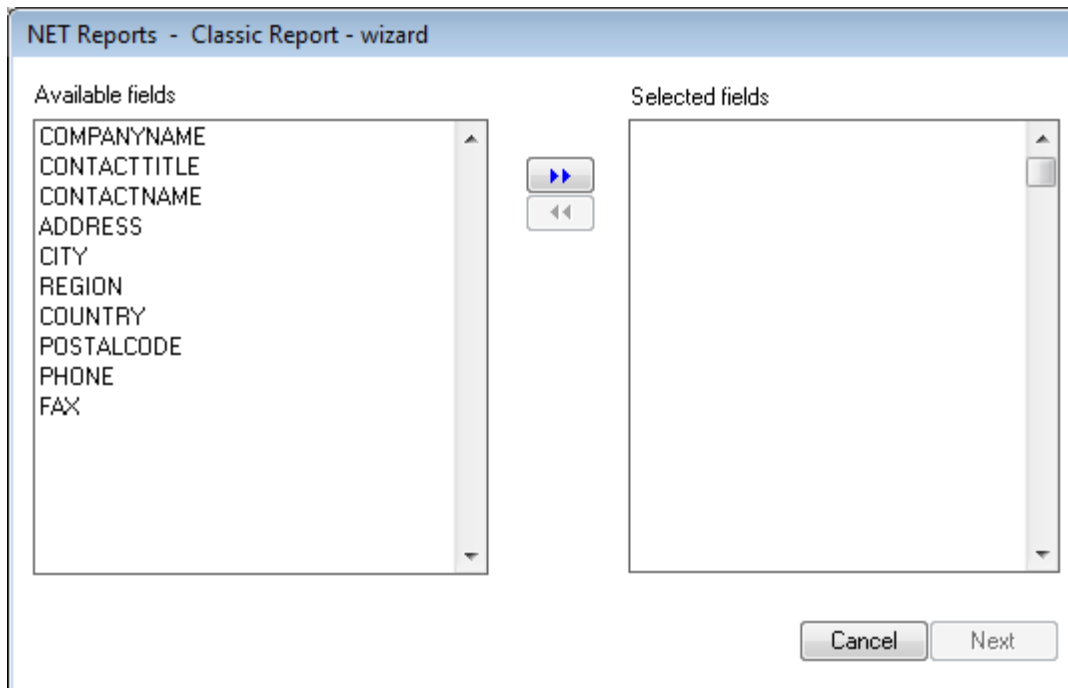 NET Reports - Classic Report - wizard
Available fields
COMPANYNAME
CONTACTTITLE
CONTACTNAME
ADDRESS
CITY
REGION
COUNTRY
POSTALCODE
PHONE
FAX
Selected fields
Cancel
Next